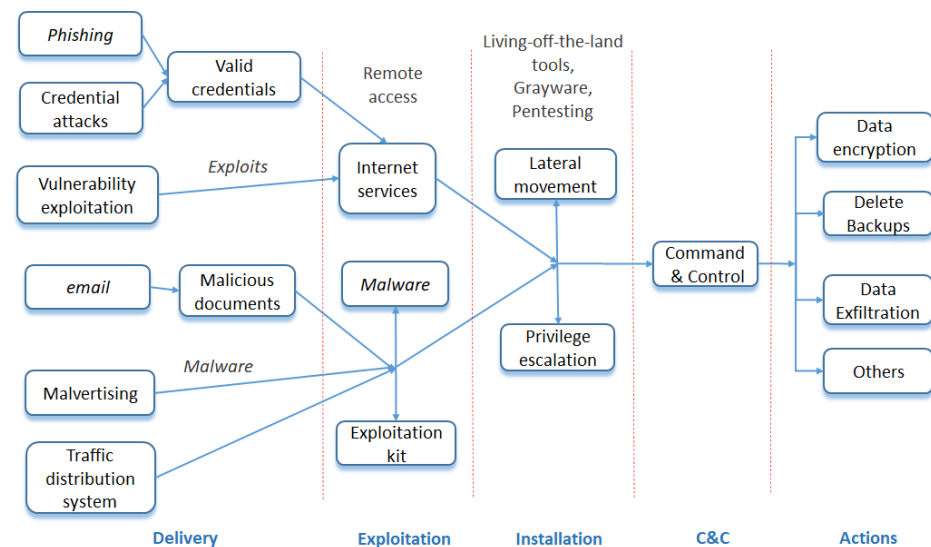 Phishing
Credential
attacks
Valid
credentials
Vulnerability
exploitation
Exploits
email
Malicious
documents
Malvertising
Malware
Traffic
distribution
system
Delivery
Remote
access
Internet
services
Malware
Exploitation
kit
Exploitation
Living-off-the-land
tools,
Grayware,
Pentesting
Lateral
movement
Privilege
escalation
Installation
Command
& Control
C&C
Data
encryption
Delete
Backups
Data
Exfiltration
Others
Actions